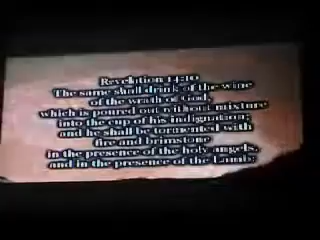 Revelation 14:10
The same shall drink of the wine
of the wrath of God,
which is poured out without mixture
into the cup of his indignation;
and he shall be tormented with
fire and brimstone
in the presence of the holy angels,
and in the presence of the Lamb: